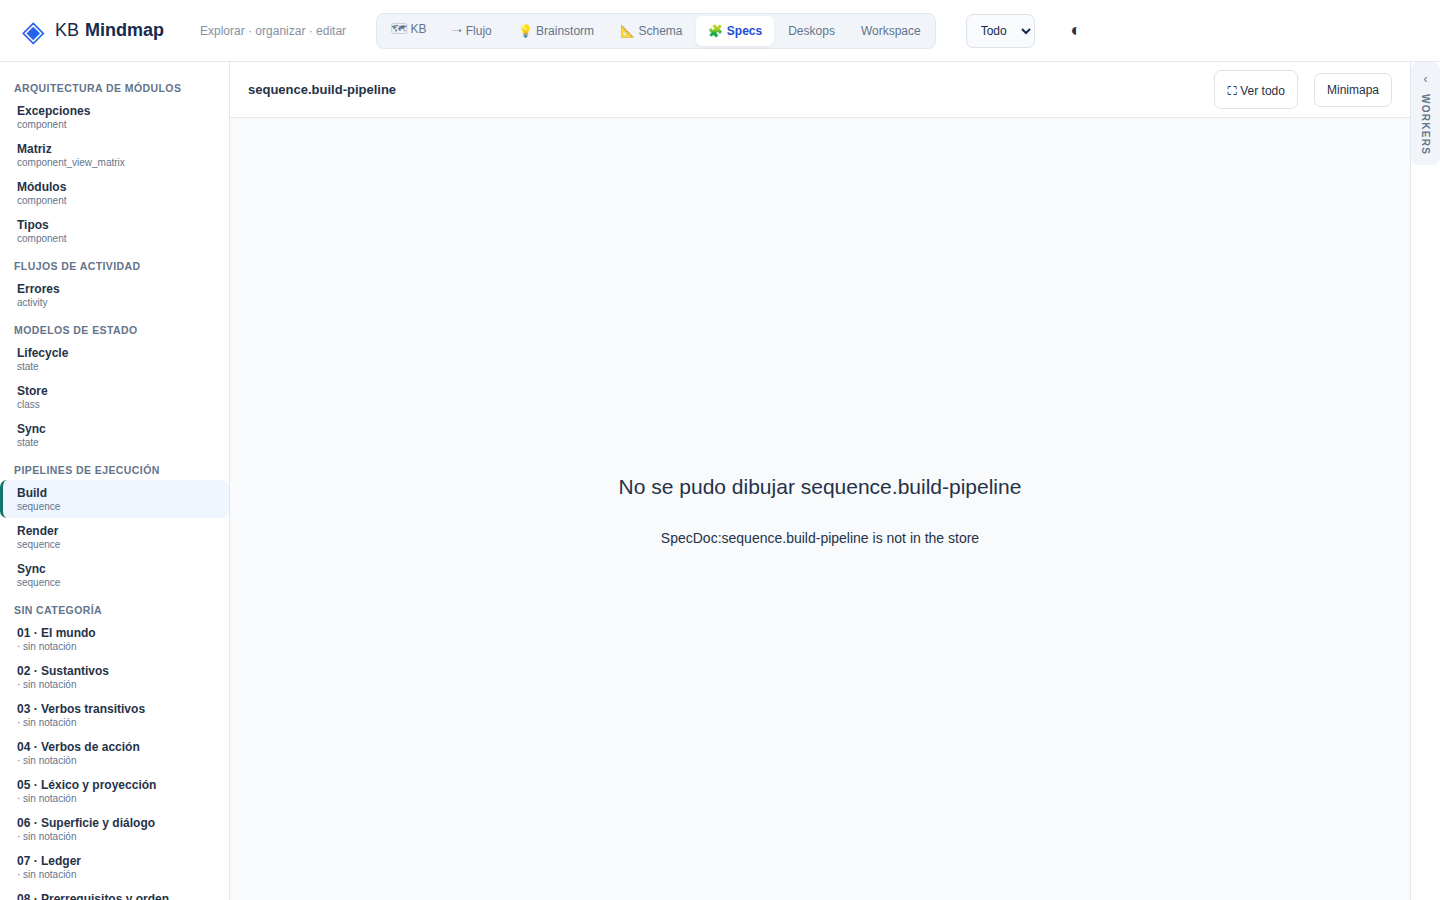 ◈ KB Mindmap
Explorar · organizar · editar
🗺 KB
→ Flujo
💡 Brainstorm
📐 Schema
🧩 Specs
Deskops
Workspace
Todo
ARQUITECTURA DE MÓDULOS
Excepciones
component
Matriz
component_view_matrix
Módulos
component
Tipos
component
FLUJOS DE ACTIVIDAD
Errores
activity
MODELOS DE ESTADO
Lifecycle
state
Store
class
Sync
state
PIPELINES DE EJECUCIÓN
Build
sequence
Render
sequence
Sync
sequence
SIN CATEGORÍA
01 · El mundo
· sin notación
02 · Sustantivos
· sin notación
03 · Verbos transitivos
· sin notación
04 · Verbos de acción
· sin notación
05 · Léxico y proyección
· sin notación
06 · Superficie y diálogo
· sin notación
07 · Ledger
· sin notación
08 · Prerrequisitos y orden
sequence.build-pipeline
⛶ Ver todo
Minimapa
No se pudo dibujar sequence.build-pipeline
SpecDoc:sequence.build-pipeline is not in the store
‹
WORKERS